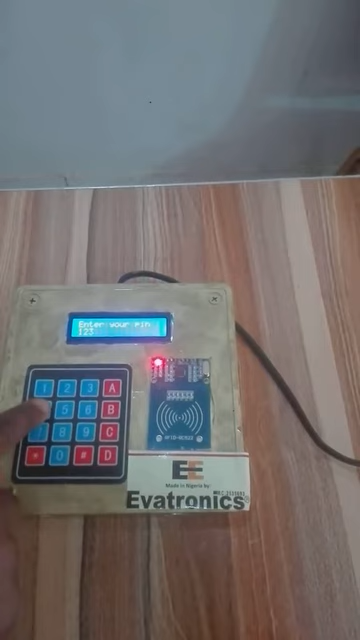 Enter your Pin
123
1 2 3 A
5 6 B
7 8 9 C
* 0 # D
RFID-RC522
EE
Made in Nigeria by:
Evatronics